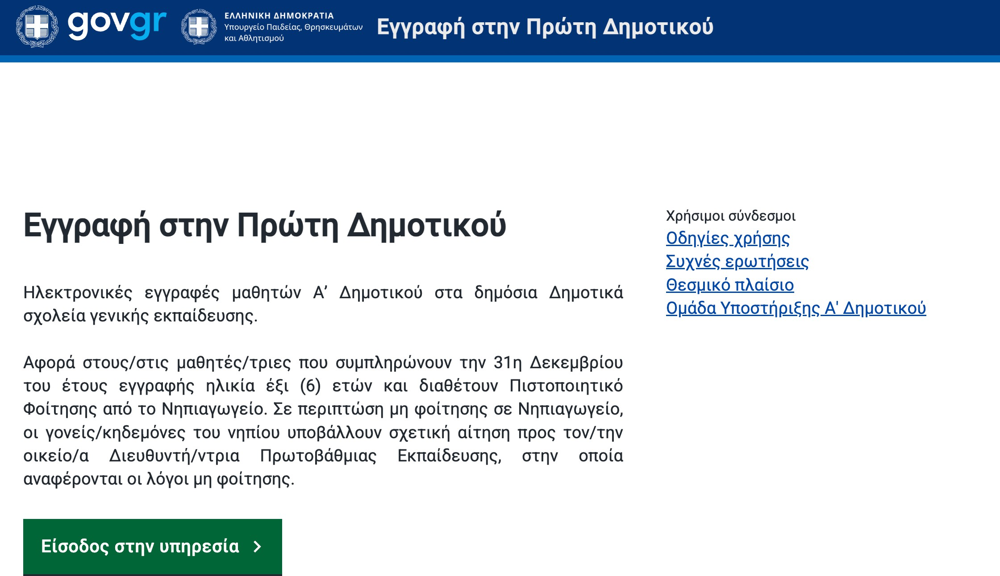 govgr
ΕΛΛΗΝΙΚΗ ΔΗΜΟΚΡΑΤΙΑ
Υπουργείο Παιδείας, Θρησκευμάτων
και Αθλητισμού
Εγγραφή στην Πρώτη Δημοτικού
Εγγραφή στην Πρώτη Δημοτικού
Ηλεκτρονικές εγγραφές μαθητών Α’ Δημοτικού στα δημόσια Δημοτικά
σχολεία γενικής εκπαίδευσης.
Αφορά στους/στις μαθητές/τριες που συμπληρώνουν την 31η Δεκεμβρίου
του έτους εγγραφής ηλικία έξι (6) ετών και διαθέτουν Πιστοποιητικό
Φοίτησης από το Νηπιαγωγείο. Σε περιπτώση μη φοίτησης σε Νηπιαγωγείο,
οι γονείς/κηδεμόνες του νηπίου υποβάλλουν σχετική αίτηση προς τον/την
οικείο/α Διευθυντή/ντρια Πρωτοβάθμιας Εκπαίδευσης, στην οποία
αναφέρονται οι λόγοι μη φοίτησης.
Είσοδος στην υπηρεσία
Χρήσιμοι σύνδεσμοι
Οδηγίες χρήσης
Συχνές ερωτήσεις
Θεσμικό πλαίσιο
Ομάδα Υποστήριξης Α' Δημοτικού